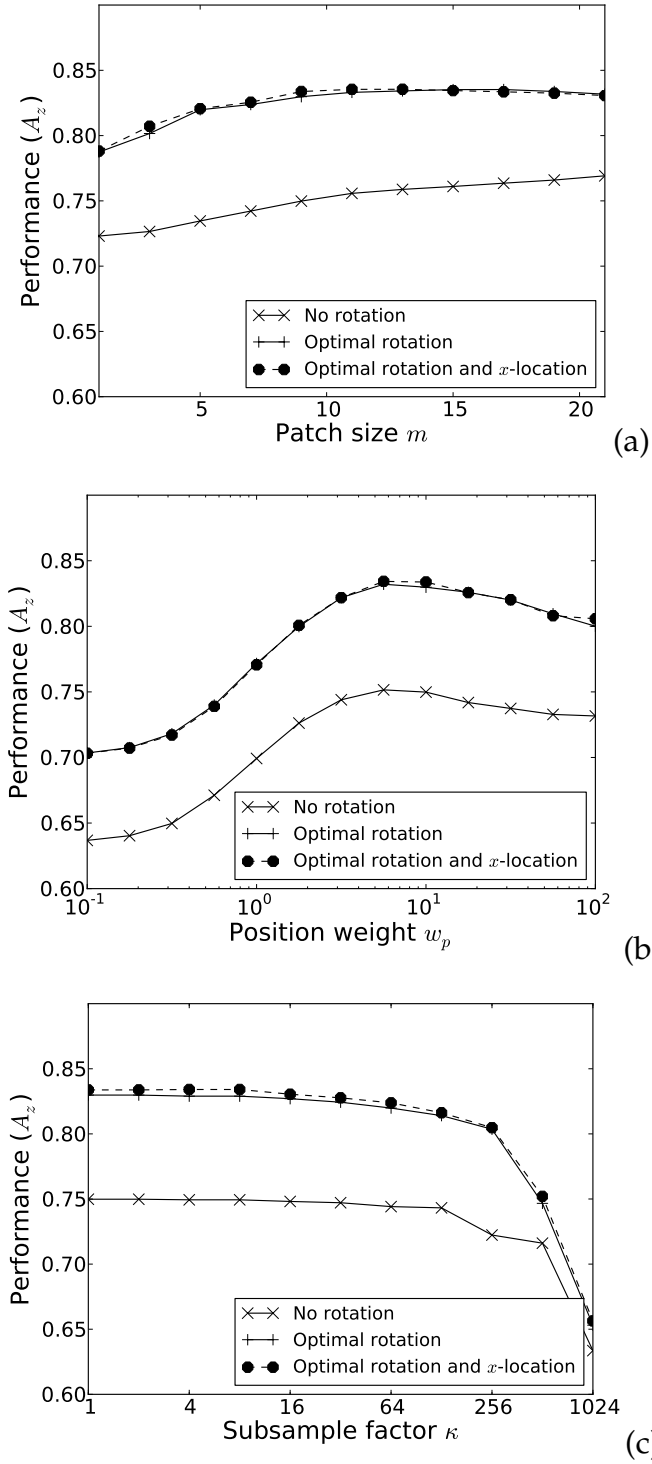 0.85
0.80
0.75
0.70
0.65
0.60
Performance (A_z)
No rotation
Optimal rotation
Optimal rotation and x-location
5 10 15 20
Patch size m
(a)
0.85
0.80
0.75
0.70
0.65
0.60
Performance (A_z)
No rotation
Optimal rotation
Optimal rotation and x-location
10^-1 10^0 10^1 10^2
Position weight w_p
(b
0.85
0.80
0.75
0.70
0.65
0.60
Performance (A_z)
No rotation
Optimal rotation
Optimal rotation and x-location
1 4 16 64 256 1024
Subsample factor κ
(c)